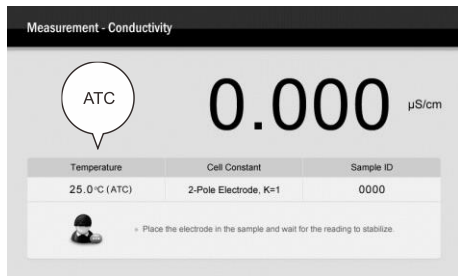 Measurement - Conductivity
ATC
0.000 µS/cm
Temperature Cell Constant Sample ID
25.0 °C (ATC) 2-Pole Electrode, K=1 0000
Place the electrode in the sample and wait for the reading to stabilize.